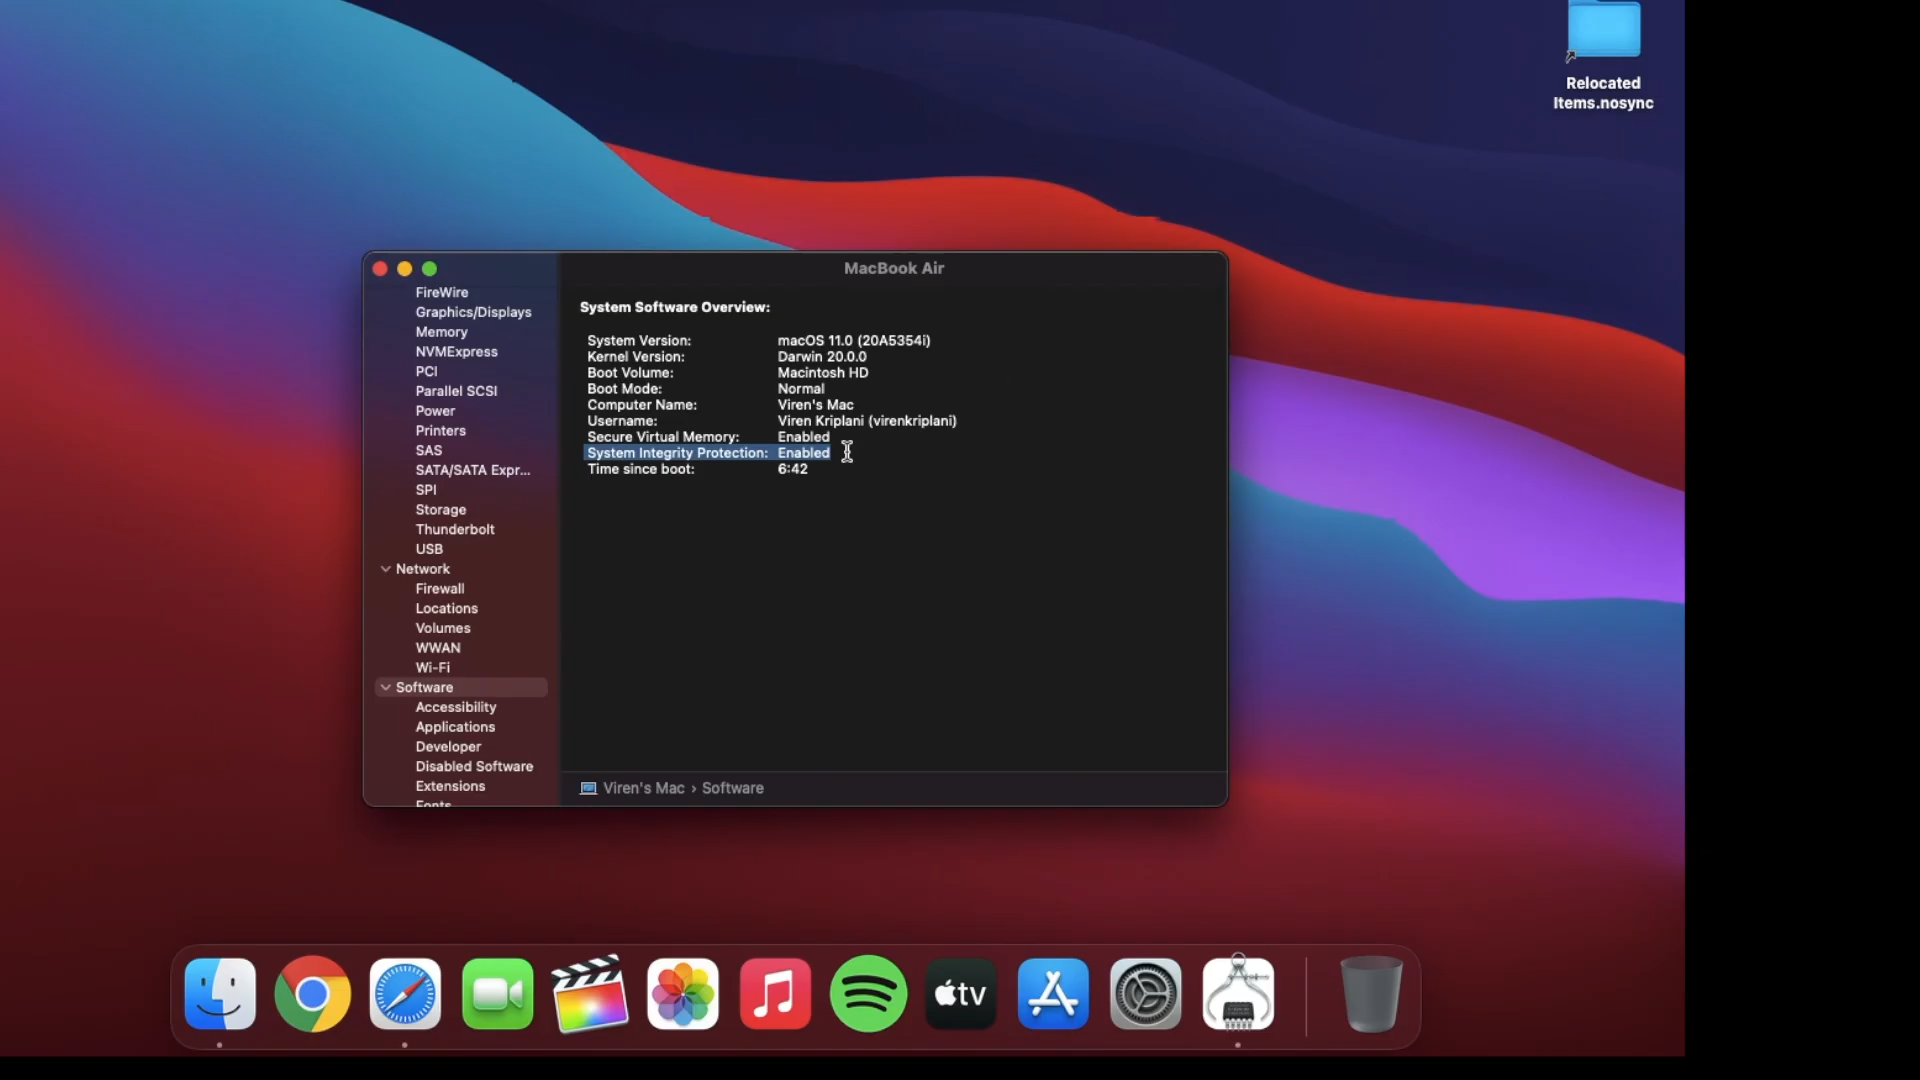 Relocated
Items.nosync
MacBook Air
FireWire
Graphics/Displays
Memory
NVMExpress
PCI
Parallel SCSI
Power
Printers
SAS
SATA/SATA Expr...
SPI
Storage
Thunderbolt
USB
Network
Firewall
Locations
Volumes
WWAN
Wi-Fi
Software
Accessibility
Applications
Developer
Disabled Software
Extensions
Fonts
System Software Overview:
System Version: macOS 11.0 (20A5354i)
Kernel Version: Darwin 20.0.0
Boot Volume: Macintosh HD
Boot Mode: Normal
Computer Name: Viren's Mac
Username: Viren Kriplani (virenkriplani)
Secure Virtual Memory: Enabled
System Integrity Protection: Enabled
Time since boot: 6:42
Viren's Mac › Software
tv